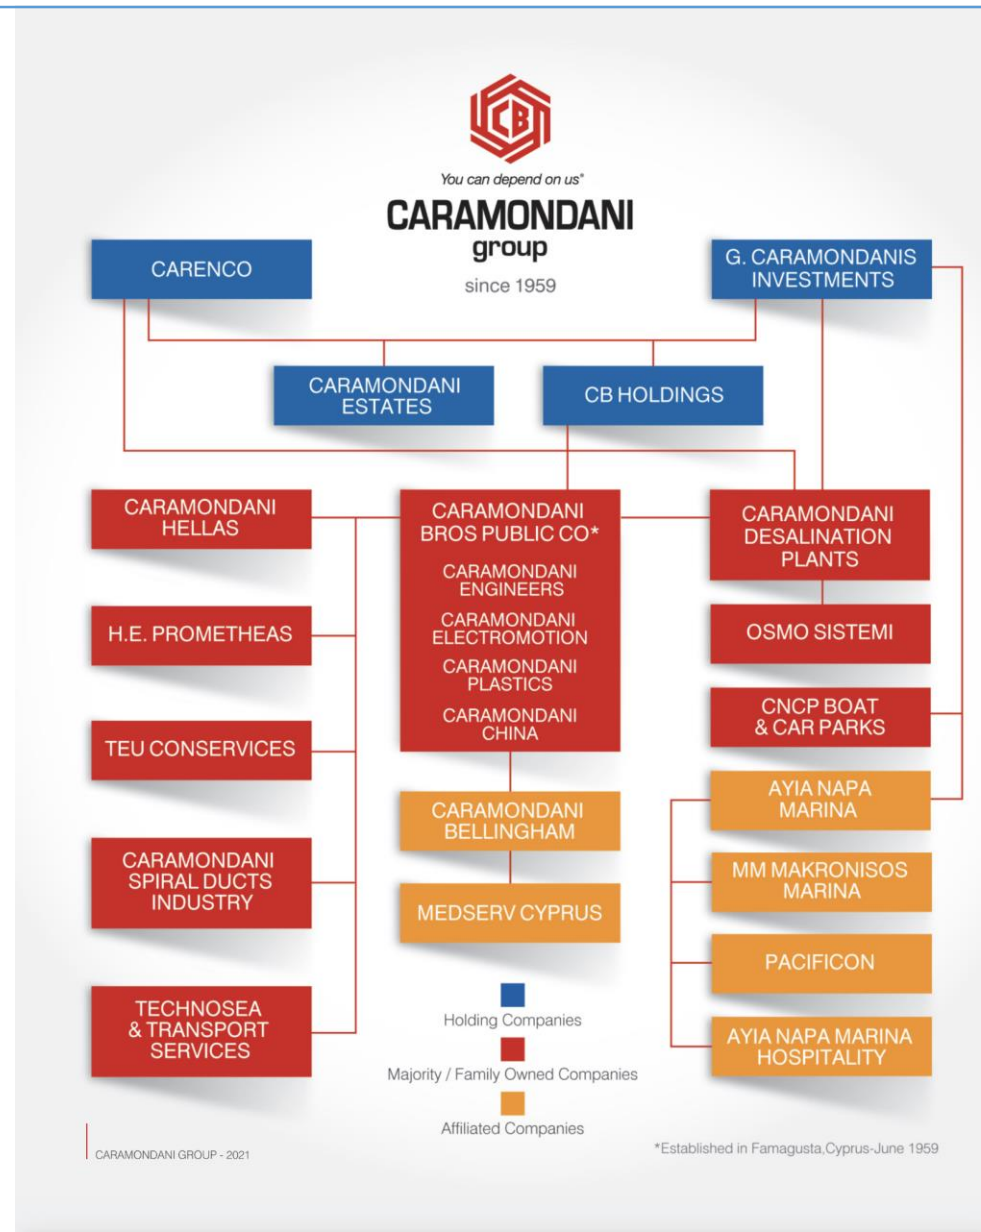 CB
You can depend on us®
CARAMONDANI
group
since 1959
CARENCO
G. CARAMONDANIS
INVESTMENTS
CARAMONDANI
ESTATES
CB HOLDINGS
CARAMONDANI
HELLAS
H.E. PROMETHEAS
TEU CONSERVICES
CARAMONDANI
SPIRAL DUCTS
INDUSTRY
TECHNOSEA
& TRANSPORT
SERVICES
CARAMONDANI
BROS PUBLIC CO*
CARAMONDANI
ENGINEERS
CARAMONDANI
ELECTROMOTION
CARAMONDANI
PLASTICS
CARAMONDANI
CHINA
CARAMONDANI
BELLINGHAM
MEDSERV CYPRUS
CARAMONDANI
DESALINATION
PLANTS
OSMO SISTEMI
CNCP BOAT
& CAR PARKS
AYIA NAPA
MARINA
MM MAKRONISOS
MARINA
PACIFICON
AYIA NAPA MARINA
HOSPITALITY
Holding Companies
Majority / Family Owned Companies
Affiliated Companies
CARAMONDANI GROUP - 2021
*Established in Famagusta,Cyprus-June 1959